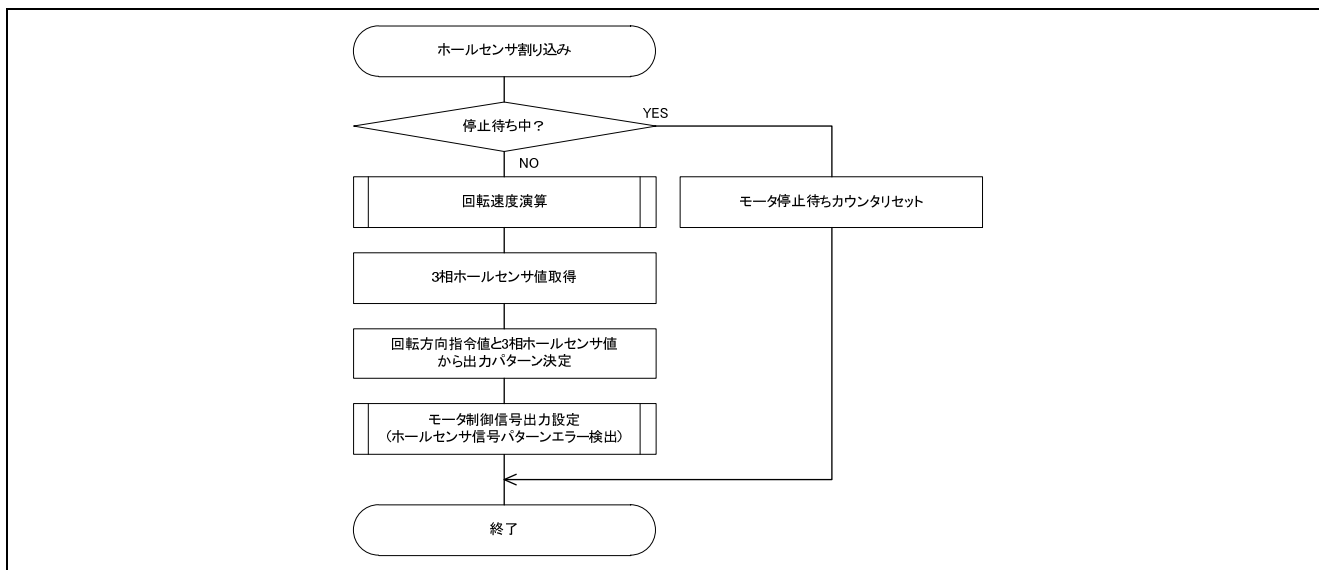 ホールセンサ割り込み
停止待ち中？
YES
NO
回転速度演算
モータ停止待ちカウンタリセット
3相ホールセンサ値取得
回転方向指令値と3相ホールセンサ値
から出力パターン決定
モータ制御信号出力設定
（ホールセンサ信号パターンエラー検出）
終了